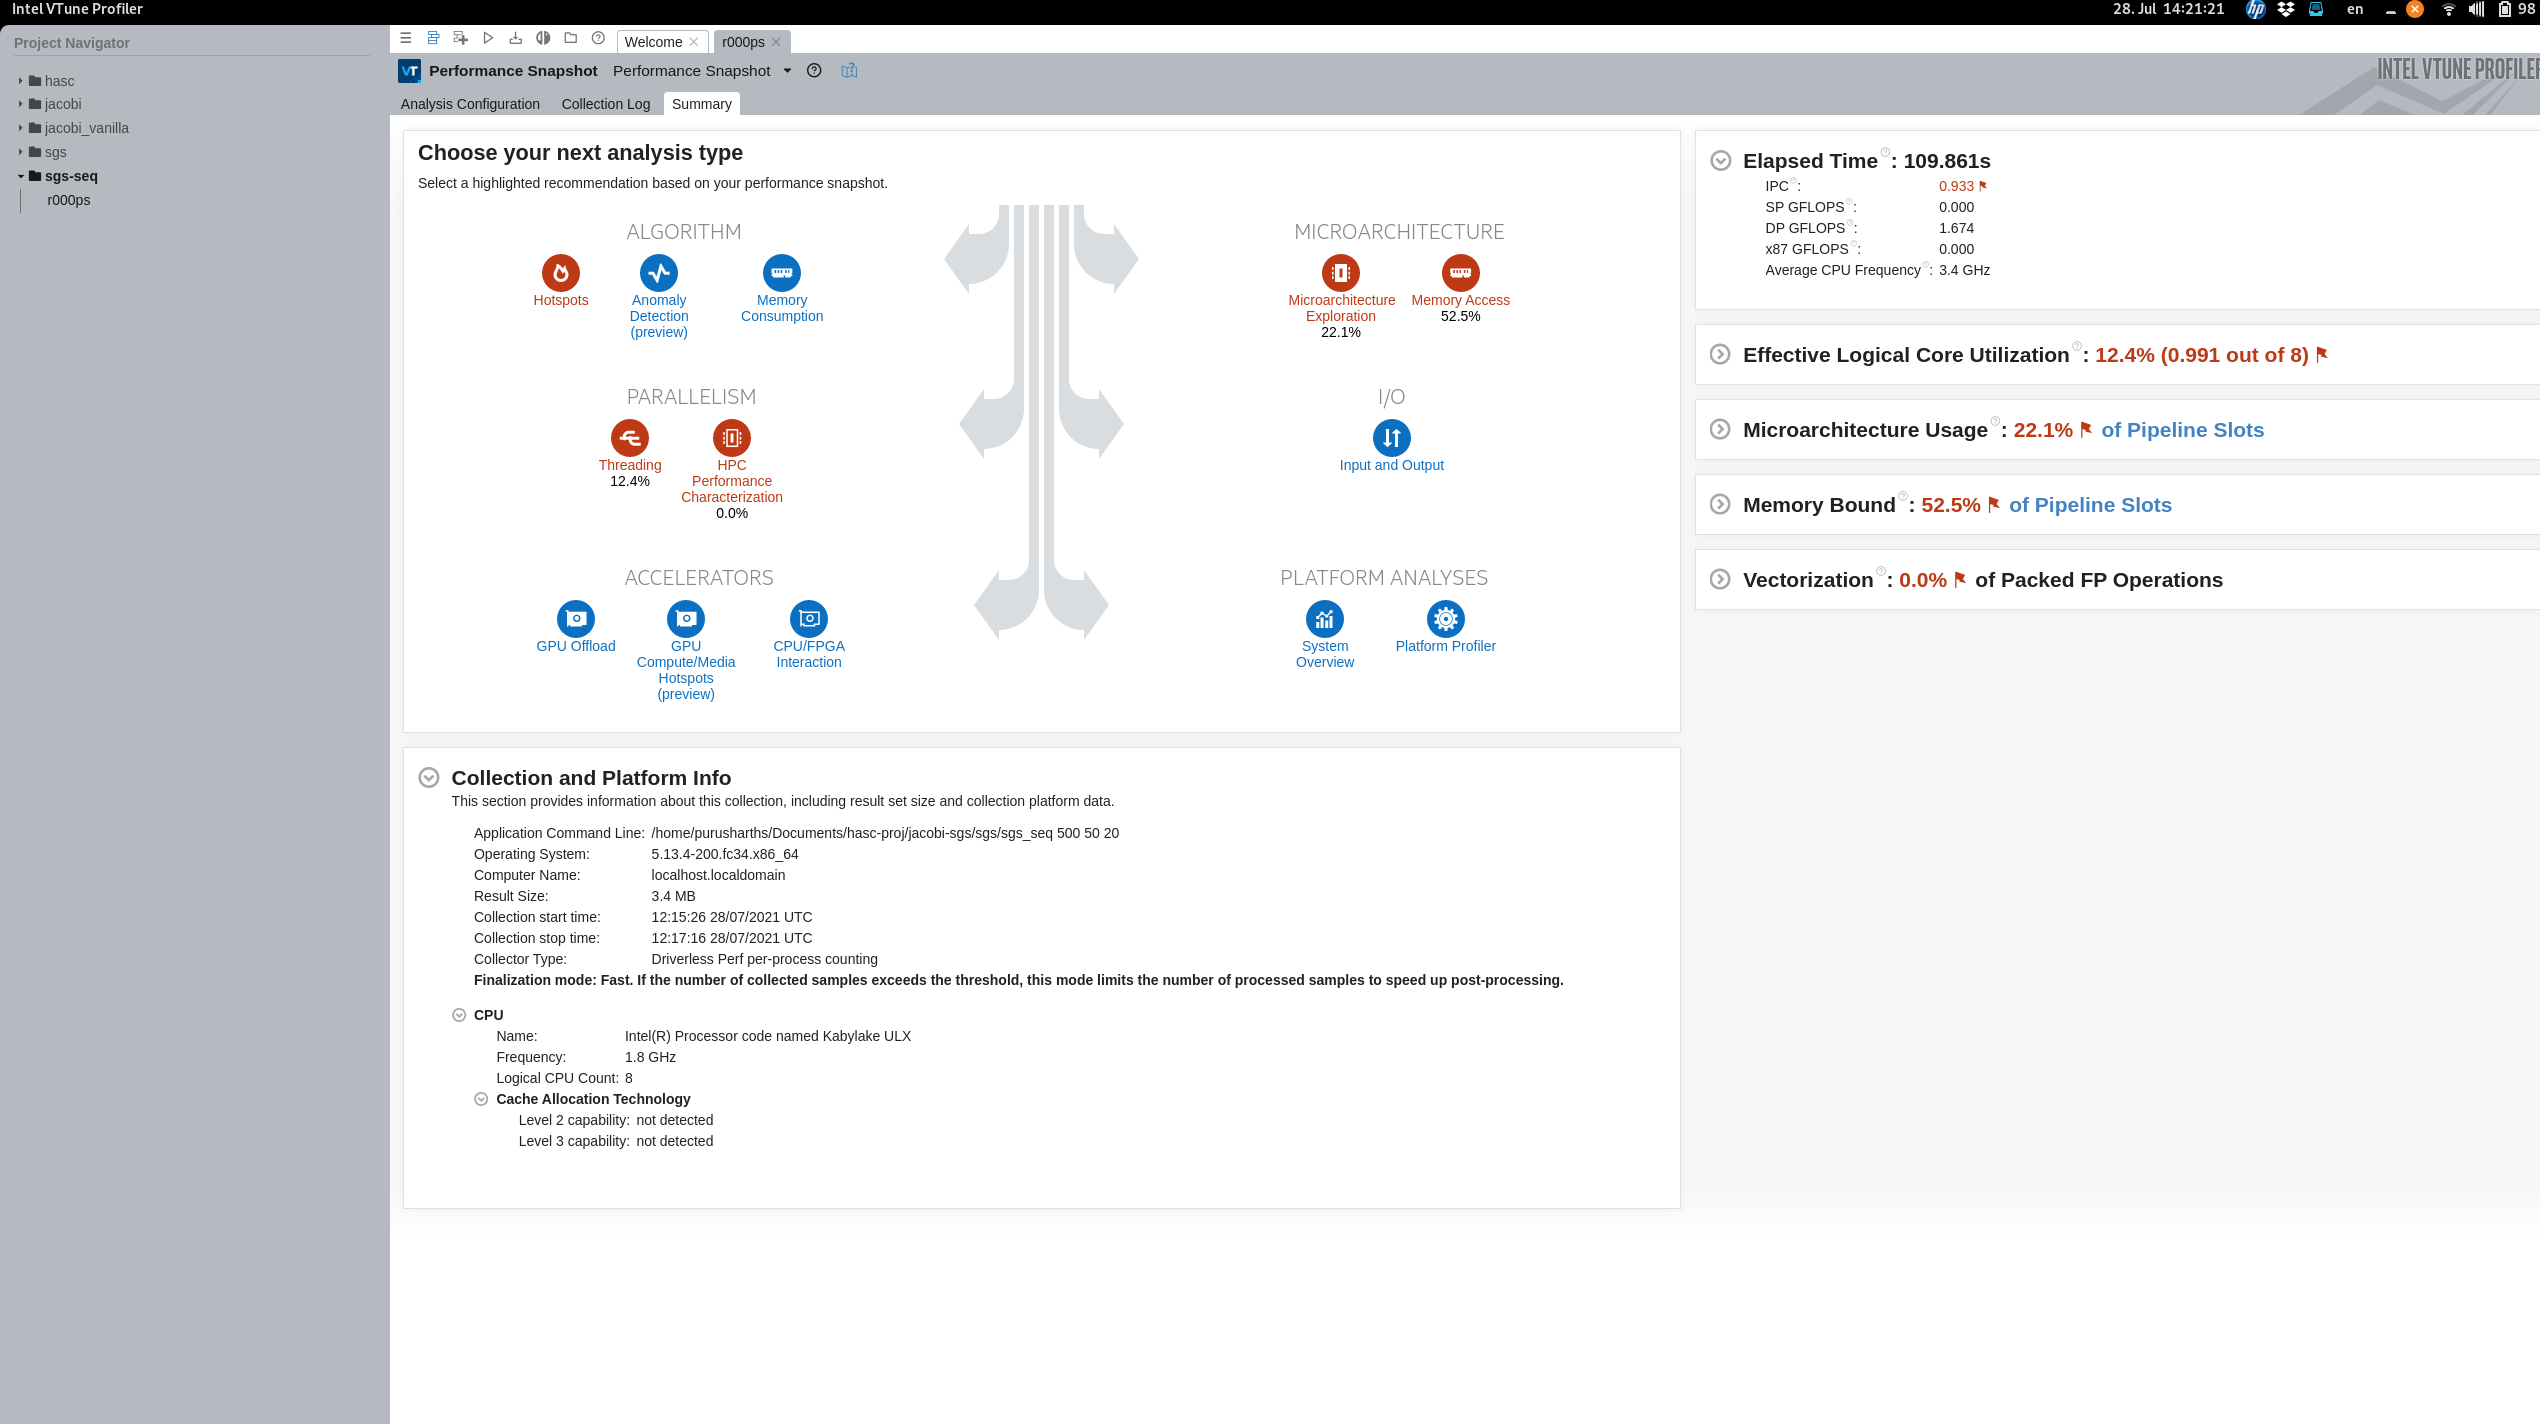 Intel VTune Profiler
28. Jul 14:21:21
hp
en
98
Project Navigator
hasc
jacobi
jacobi_vanilla
sgs
sgs-seq
r000ps
Welcome
r000ps
VT
Performance Snapshot Performance Snapshot
INTEL VTUNE PROFILER
Analysis Configuration
Collection Log
Summary
Choose your next analysis type
Select a highlighted recommendation based on your performance snapshot.
ALGORITHM
Hotspots
Anomaly
Detection
(preview)
Memory
Consumption
MICROARCHITECTURE
Microarchitecture
Exploration
22.1%
Memory Access
52.5%
PARALLELISM
Threading
12.4%
HPC
Performance
Characterization
0.0%
I/O
Input and Output
ACCELERATORS
GPU Offload
GPU
Compute/Media
Hotspots
(preview)
CPU/FPGA
Interaction
PLATFORM ANALYSES
System
Overview
Platform Profiler
Collection and Platform Info
This section provides information about this collection, including result set size and collection platform data.
Application Command Line: /home/purusharths/Documents/hasc-proj/jacobi-sgs/sgs/sgs_seq 500 50 20
Operating System: 5.13.4-200.fc34.x86_64
Computer Name: localhost.localdomain
Result Size: 3.4 MB
Collection start time: 12:15:26 28/07/2021 UTC
Collection stop time: 12:17:16 28/07/2021 UTC
Collector Type: Driverless Perf per-process counting
Finalization mode: Fast. If the number of collected samples exceeds the threshold, this mode limits the number of processed samples to speed up post-processing.
CPU
Name: Intel(R) Processor code named Kabylake ULX
Frequency: 1.8 GHz
Logical CPU Count: 8
Cache Allocation Technology
Level 2 capability: not detected
Level 3 capability: not detected
Elapsed Time: 109.861s
IPC: 0.933
SP GFLOPS: 0.000
DP GFLOPS: 1.674
x87 GFLOPS: 0.000
Average CPU Frequency: 3.4 GHz
Effective Logical Core Utilization: 12.4% (0.991 out of 8)
Microarchitecture Usage: 22.1% of Pipeline Slots
Memory Bound: 52.5% of Pipeline Slots
Vectorization: 0.0% of Packed FP Operations